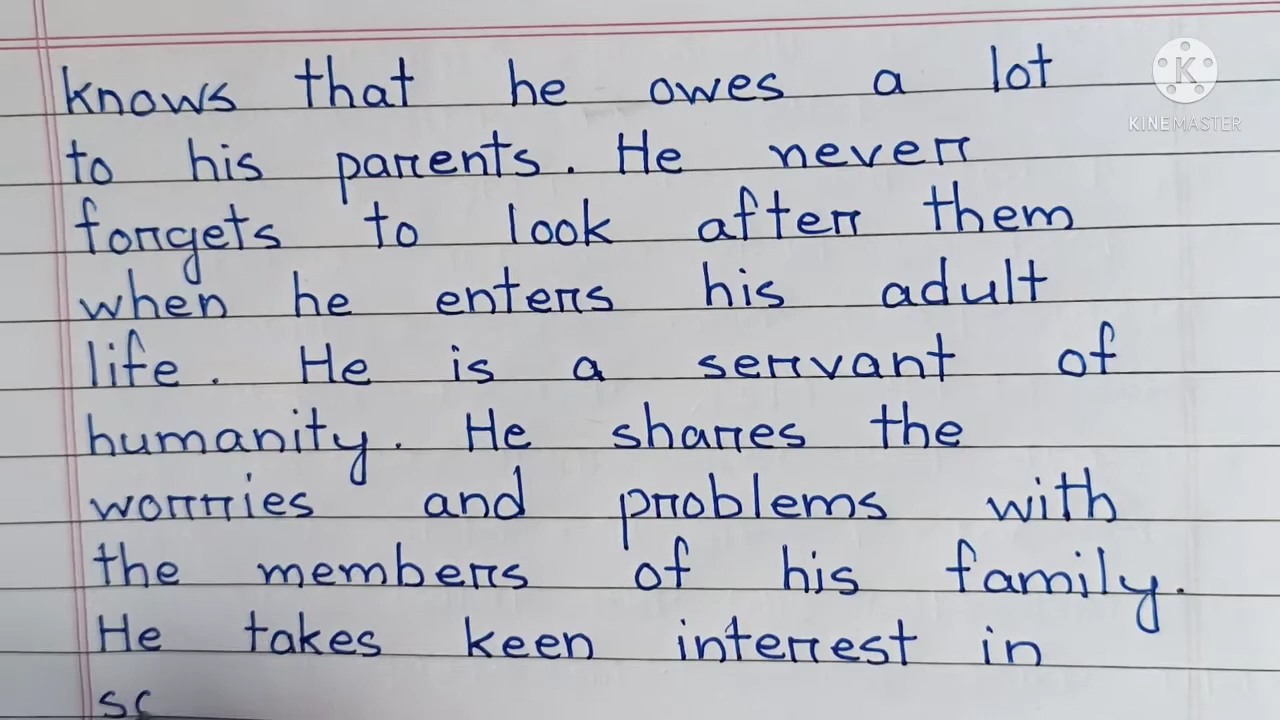 knows that he owes a lot
to his parents. He never
forgets to look after them
when he enters his adult
life. He is a servant of
humanity. He shares the
worries and problems with
the members of his family.
He takes keen interest in
KINEMASTER